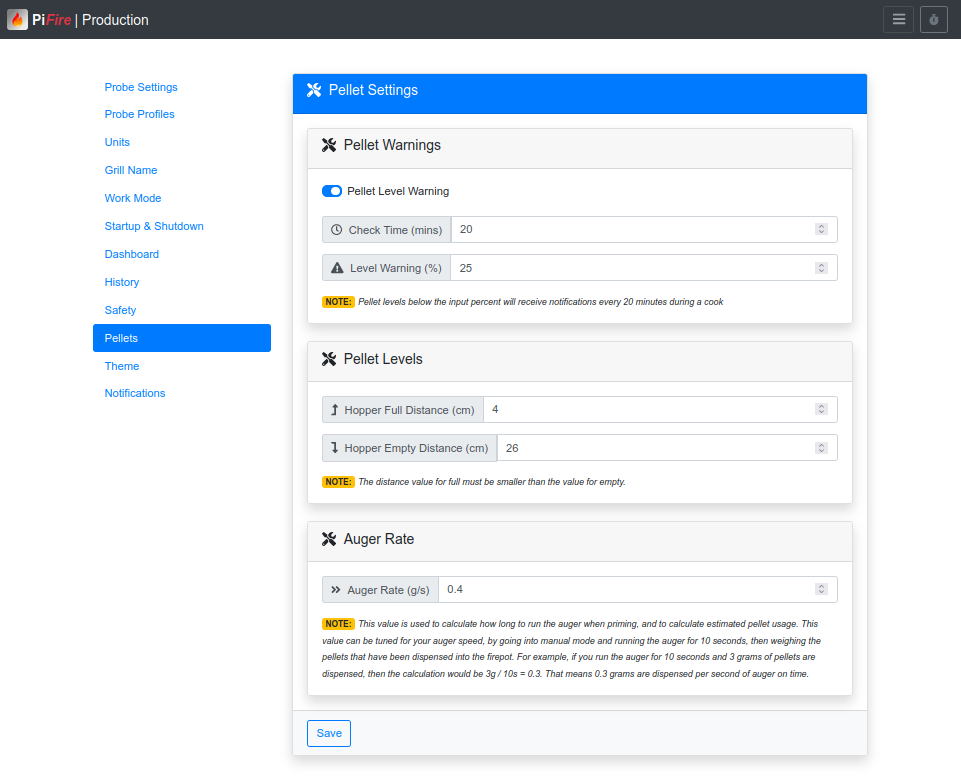 PiFire | Production
Probe Settings
Probe Profiles
Units
Grill Name
Work Mode
Startup & Shutdown
Dashboard
History
Safety
Pellets
Theme
Notifications
Pellet Settings
Pellet Warnings
Pellet Level Warning
Check Time (mins) 20
Level Warning (%) 25
NOTE: Pellet levels below the input percent will receive notifications every 20 minutes during a cook
Pellet Levels
Hopper Full Distance (cm) 4
Hopper Empty Distance (cm) 26
NOTE: The distance value for full must be smaller than the value for empty.
Auger Rate
Auger Rate (g/s) 0.4
NOTE: This value is used to calculate how long to run the auger when priming, and to calculate estimated pellet usage. This
value can be tuned for your auger speed, by going into manual mode and running the auger for 10 seconds, then weighing the
pellets that have been dispensed into the firepot. For example, if you run the auger for 10 seconds and 3 grams of pellets are
dispensed, then the calculation would be 3g / 10s = 0.3. That means 0.3 grams are dispensed per second of auger on time.
Save